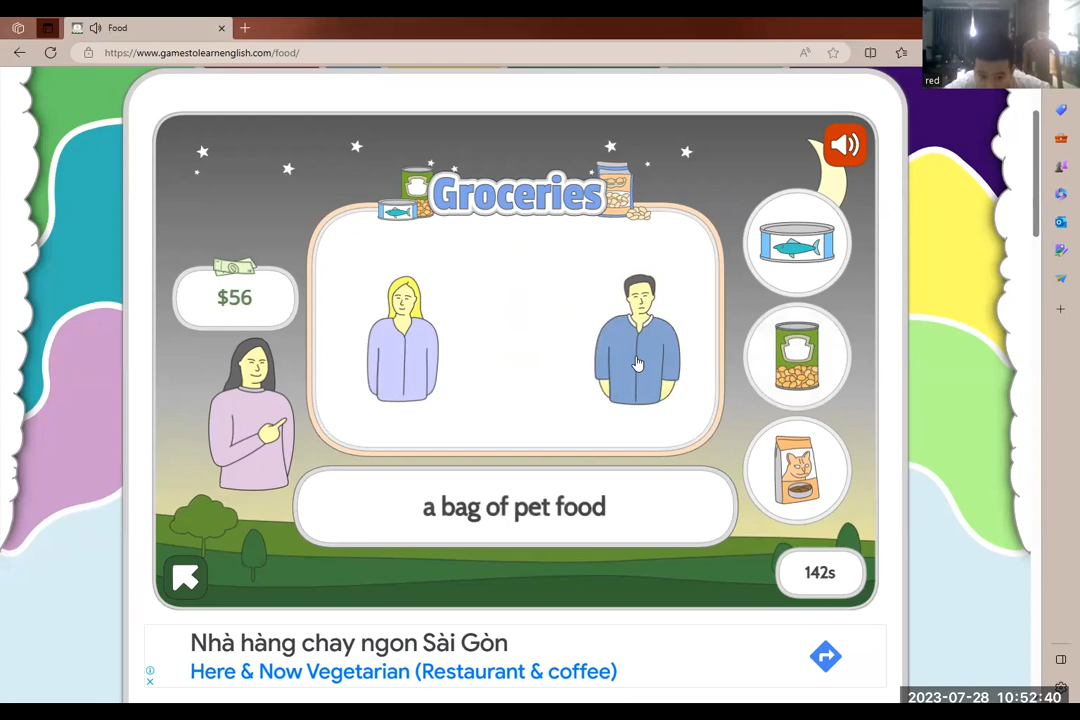 Food
https://www.gamestolearnenglish.com/food/
red
Groceries
$56
a bag of pet food
142s
Nhà hàng chay ngon Sài Gòn
Here & Now Vegetarian (Restaurant & coffee)
2023-07-28 10:52:40